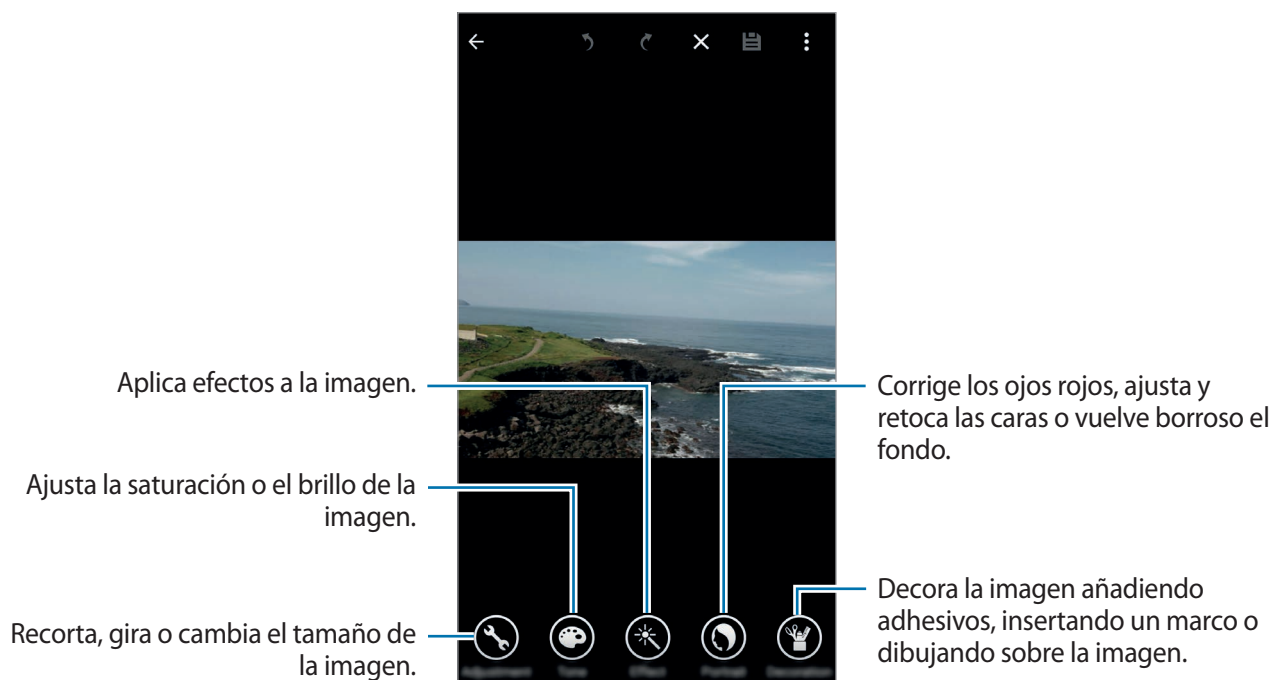 Aplica efectos a la imagen.
Ajusta la saturación o el brillo de la
imagen.
Recorta, gira o cambia el tamaño de
la imagen.
Corrige los ojos rojos, ajusta y
retoca las caras o vuelve borroso el
fondo.
Decora la imagen añadiendo
adhesivos, insertando un marco o
dibujando sobre la imagen.